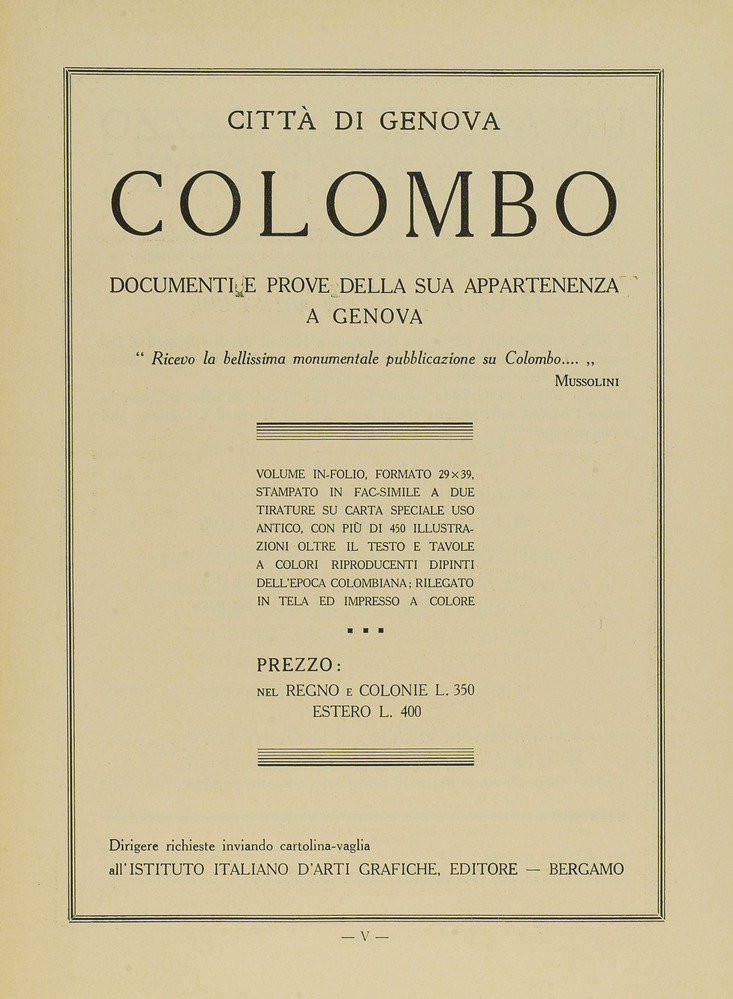 CITTÀ DI GENOVA
COLOMBO
DOCUMENTI E PROVE DELLA SUA APPARTENENZA
A GENOVA
“ Ricevo la bellissima monumentale pubblicazione su Colombo.... „
MUSSOLINI
VOLUME IN-FOLIO, FORMATO 29×39,
STAMPATO IN FAC-SIMILE A DUE
TIRATURE SU CARTA SPECIALE USO
ANTICO, CON PIÙ DI 450 ILLUSTRA-
ZIONI OLTRE IL TESTO E TAVOLE
A COLORI RIPRODUCENTI DIPINTI
DELL'EPOCA COLOMBIANA; RILEGATO
IN TELA ED IMPRESSO A COLORE
PREZZO:
NEL REGNO E COLONIE L. 350
ESTERO L. 400
Dirigere richieste inviando cartolina-vaglia
all'ISTITUTO ITALIANO D'ARTI GRAFICHE, EDITORE — BERGAMO
— V —